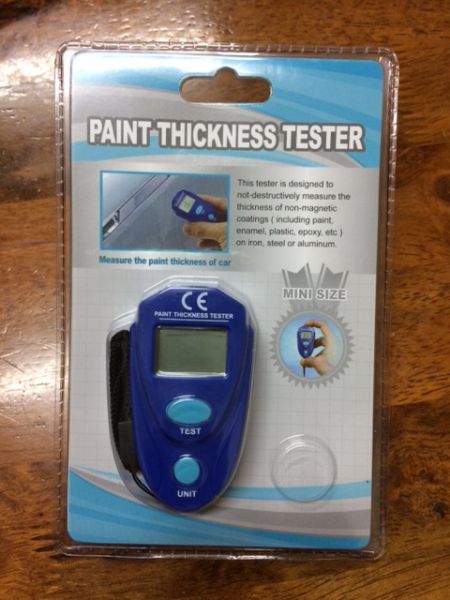 PAINT THICKNESS TESTER
This tester is designed to
not-destructively measure the
thickness of non-magnetic
coatings ( including paint,
enamel, plastic, epoxy, etc )
on iron, steel or aluminum.
Measure the paint thickness of car
MINI SIZE
CE
PAINT THICKNESS TESTER
TEST
UNIT